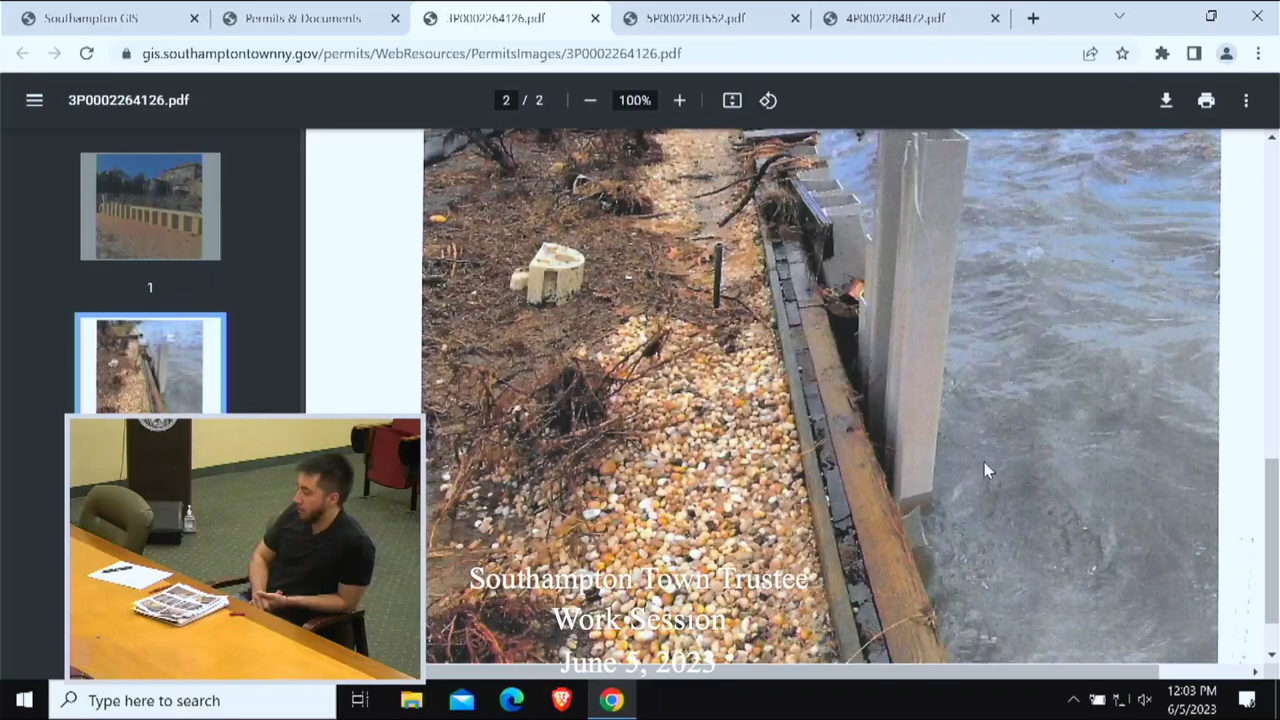 Southampton GIS
Permits & Documents
3P0002264126.pdf
5P0002283552.pdf
4P0002284872.pdf
gis.southamptontownny.gov/permits/WebResources/PermitsImages/3P0002264126.pdf
3P0002264126.pdf
2 / 2
100%
1
Southampton Town Trustee
Work Session
June 5, 2023
Type here to search
12:03 PM
6/5/2023